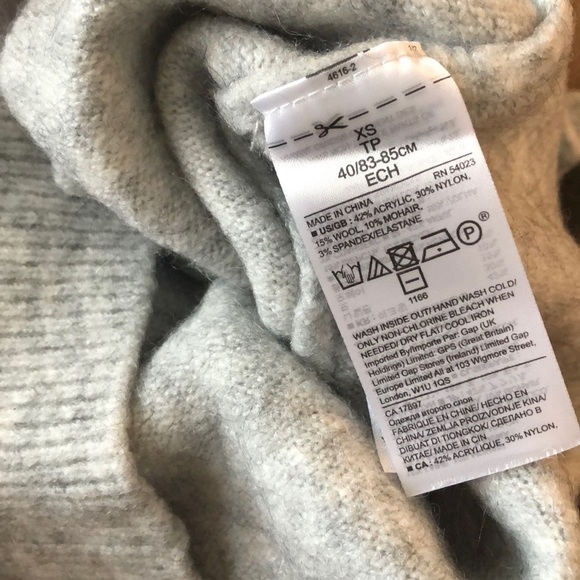 4616-2
XS
TP
40/83-85CM
ECH
RN 54023
MADE IN CHINA
■ US/GB : 42% ACRYLIC, 30% NYLON,
15% WOOL, 10% MOHAIR,
3% SPANDEX/ELASTANE.
1166
WASH INSIDE OUT/ HAND WASH COLD/
ONLY NON-CHLORINE BLEACH WHEN
NEEDED/ DRY FLAT/ COOL IRON
Imported By/Importe Par: Gap (UK
Holdings) Limited: GPS (Great Britain)
Limited Gap Stores (Ireland) Limited Gap
Europe Limited All at 103 Wigmore Street,
London, W1U 1QS
CA 17897
Одежда второго слоя
FABRIQUE EN CHINE/ HECHO EN
CHINA/ ZEMLJA PROIZVODNJE KINA/
DIBUAT DI TIONGKOK/ СДЕЛАНО В
КИТАЕ/ MADE IN CIN
■ CA : 42% ACRYLIQUE, 30% NYLON,